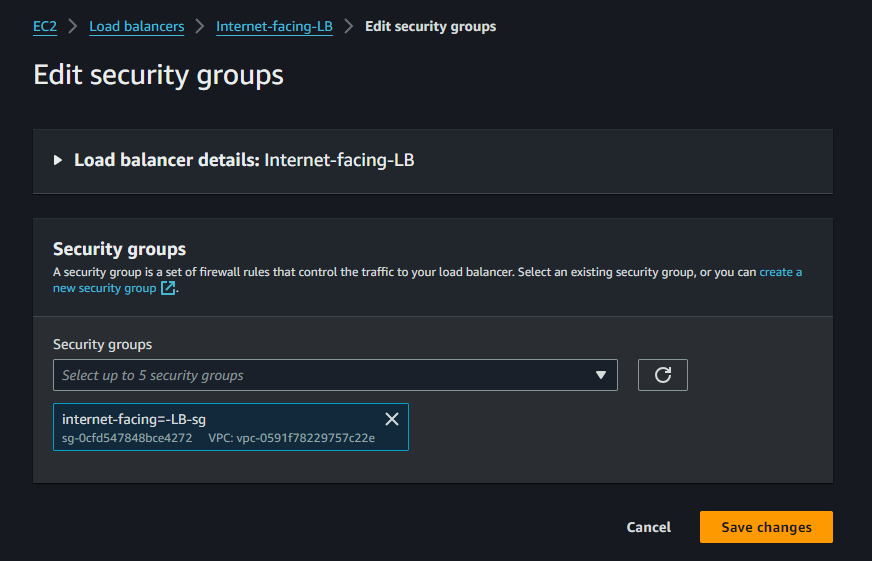 EC2 > Load balancers > Internet-facing-LB > Edit security groups
Edit security groups
Load balancer details: Internet-facing-LB
Security groups
A security group is a set of firewall rules that control the traffic to your load balancer. Select an existing security group, or you can create a
new security group.
Security groups
Select up to 5 security groups
internet-facing=-LB-sg
sg-0cfd547848bce4272 VPC: vpc-0591f78229757c22e
Cancel Save changes